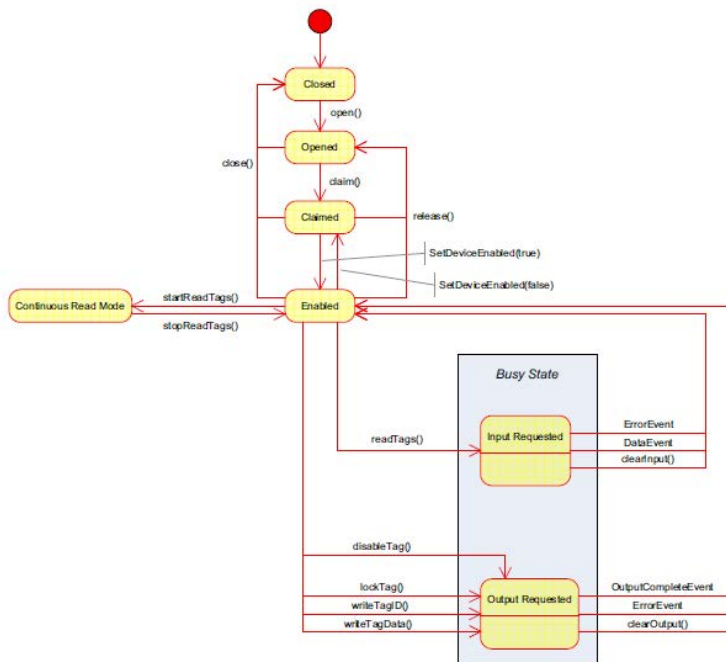 Closed
open()
Opened
close()
claim()
Claimed
release()
SetDeviceEnabled(true)
SetDeviceEnabled(false)
Continuous Read Mode
startReadTags()
Enabled
stopReadTags()
Busy State
readTags()
Input Requested
ErrorEvent
DataEvent
clearInput()
disableTag()
lockTag()
writeTagID()
writeTagData()
Output Requested
OutputCompleteEvent
ErrorEvent
clearOutput()